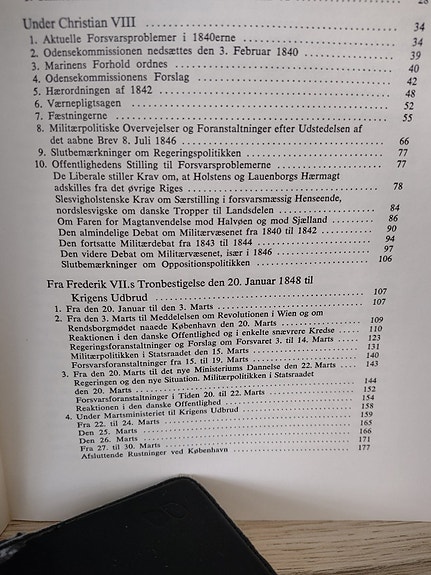 28
Under Christian VIII ........ 34
1. Aktuelle Forsvarsproblemer i 1840erne ........ 34
2. Odensekommissionen nedsættes den 3. Februar 1840 ........ 39
3. Marinens Forhold ordnes ........ 40
4. Odensekommissionens Forslag ........ 42
5. Hærordningen af 1842 ........ 48
6. Værnepligtsagen ........ 52
7. Fæstningerne ........ 55
8. Militærpolitiske Overvejelser og Foranstaltninger efter Udstedelsen af
det aabne Brev 8. Juli 1846 ........ 66
9. Slutbemærkninger om Regeringspolitikken ........ 77
10. Offentlighedens Stilling til Forsvarsproblemerne ........ 77
De Liberale stiller Krav om, at Holstens og Lauenborgs Hærmagt
adskilles fra det øvrige Riges ........ 78
Slesvigholstenske Krav om Særstilling i forsvarsmæssig Henseende,
nordslesvigske om danske Tropper til Landsdelen ........ 84
Om Faren for Magtanvendelse mod Halvøen og mod Sjælland ........ 86
Den almindelige Debat om Militærvæsenet fra 1840 til 1842 ........ 90
Den fortsatte Militærdebat fra 1843 til 1844 ........ 94
Den videre Debat om Militærvæsenet, især i 1846 ........ 97
Slutbemærkninger om Oppositionspolitikken ........ 106
Fra Frederik VII.s Tronbestigelse den 20. Januar 1848 til
Krigens Udbrud ........ 107
1. Fra den 20. Januar til den 3. Marts ........ 107
2. Fra den 3. Marts til Meddelelsen om Revolutionen i Wien og om
Rendsborgmødet naaede København den 20. Marts ........ 109
Reaktionen i den danske Offentlighed og i enkelte snævrere Kredse ........ 110
Regeringsforanstaltninger og Forslag om Forsvaret 3. til 14. Marts ........ 123
Militærpolitikken i Statsraadet den 15. Marts ........ 131
Forsvarsforanstaltninger fra 15. til 19. Marts ........ 140
3. Fra den 20. Marts til det nye Ministeriums Dannelse den 22. Marts ........ 143
Regeringen og den nye Situation. Militærpolitikken i Statsraadet
den 20. Marts ........ 144
Forsvarsforanstaltninger i Tiden 20. til 22. Marts ........ 152
Reaktionen i den danske Offentlighed ........ 154
4. Under Martsministeriet til Krigens Udbrud ........ 158
Fra 22. til 24. Marts ........ 159
Den 25. Marts ........ 165
Den 26. Marts ........ 166
Fra 27. til 30. Marts ........ 171
Afsluttende Rustninger ved København ........ 177